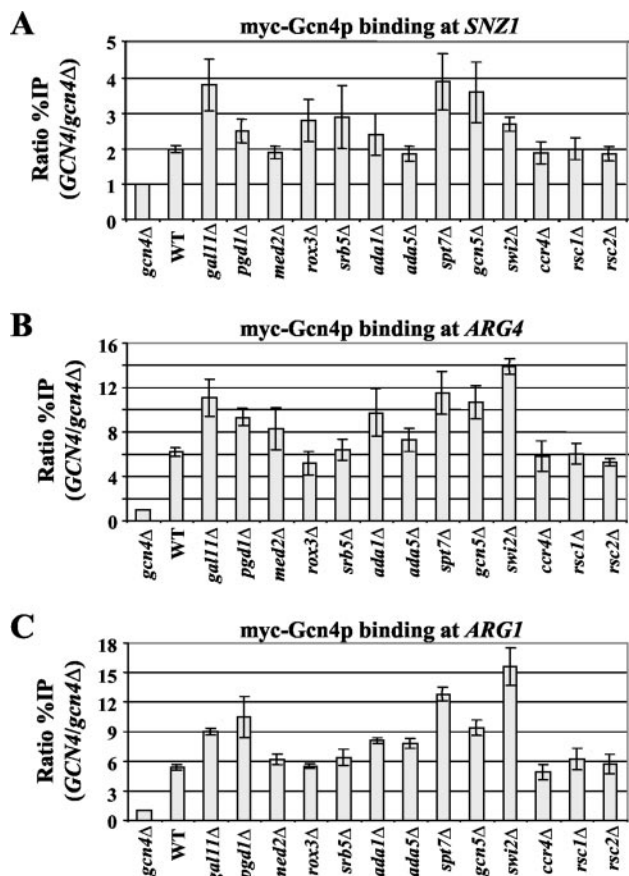 A
myc-Gcn4p binding at SNZ1
Ratio %IP
(GCN4/gcn4Δ)
5
4
3
2
1
0
gcn4Δ WT gal11Δ pgd1Δ med2Δ rox3Δ srb5Δ ada1Δ ada5Δ spt7Δ gcn5Δ swi2Δ ccr4Δ rsc1Δ rsc2Δ
B
myc-Gcn4p binding at ARG4
Ratio %IP
(GCN4/gcn4Δ)
16
12
8
4
0
gcn4Δ WT gal11Δ pgd1Δ med2Δ rox3Δ srb5Δ ada1Δ ada5Δ spt7Δ gcn5Δ swi2Δ ccr4Δ rsc1Δ rsc2Δ
C
myc-Gcn4p binding at ARG1
Ratio %IP
(GCN4/gcn4Δ)
18
15
12
9
6
3
0
gcn4Δ WT gal11Δ pgd1Δ med2Δ rox3Δ srb5Δ ada1Δ ada5Δ spt7Δ gcn5Δ swi2Δ ccr4Δ rsc1Δ rsc2Δ